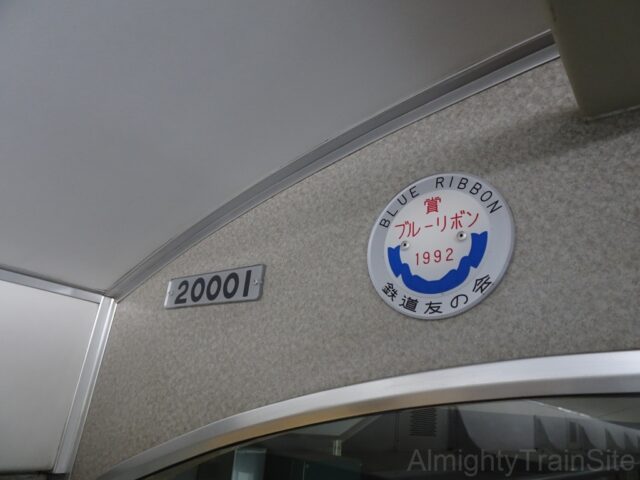 20001
BLUE RIBBON
賞
ブルーリボン
1992
鉄道友の会
AlmightyTrainSite